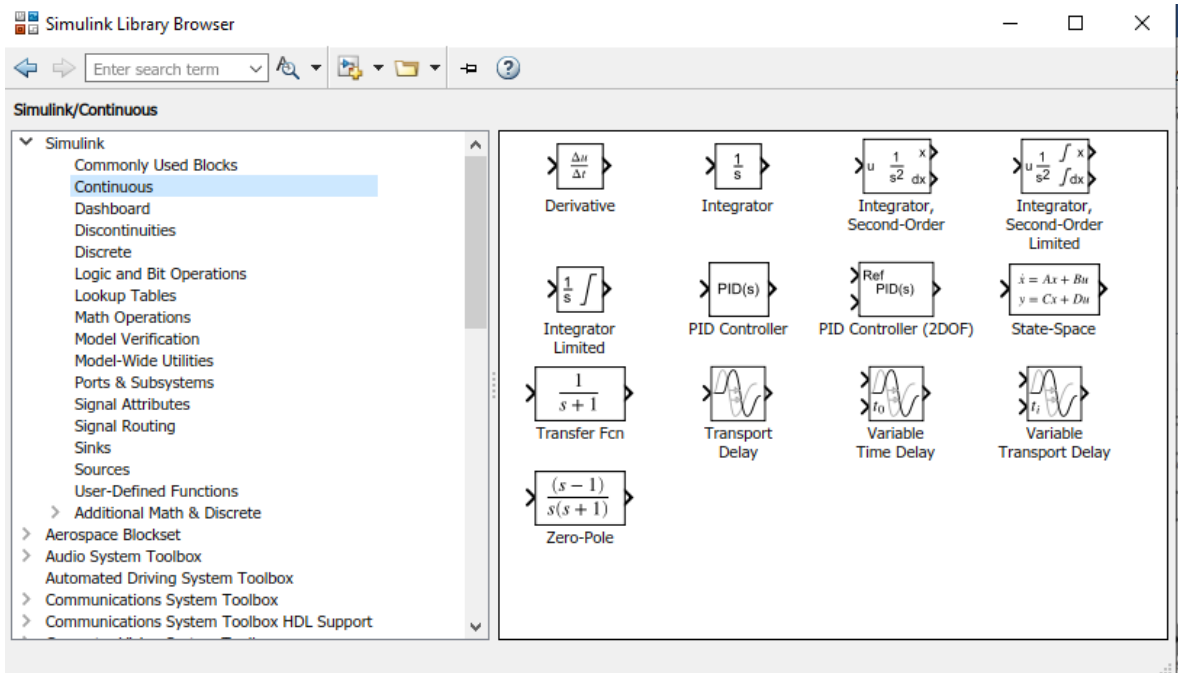 Simulink Library Browser
Enter search term
Simulink/Continuous
Simulink
Commonly Used Blocks
Continuous
Dashboard
Discontinuities
Discrete
Logic and Bit Operations
Lookup Tables
Math Operations
Model Verification
Model-Wide Utilities
Ports & Subsystems
Signal Attributes
Signal Routing
Sinks
Sources
User-Defined Functions
Additional Math & Discrete
Aerospace Blockset
Audio System Toolbox
Automated Driving System Toolbox
Communications System Toolbox
Communications System Toolbox HDL Support
Δu
Δt
Derivative
1
s
Integrator
u 1 x
s2 dx
Integrator,
Second-Order
u 1 ∫ x
s2 ∫dx
Integrator,
Second-Order
Limited
1 ∫
s
Integrator
Limited
PID(s)
PID Controller
Ref
PID(s)
PID Controller (2DOF)
ẋ = Ax + Bu
y = Cx + Du
State-Space
1
s + 1
Transfer Fcn
Transport
Delay
t0
Variable
Time Delay
ti
Variable
Transport Delay
(s − 1)
s(s + 1)
Zero-Pole